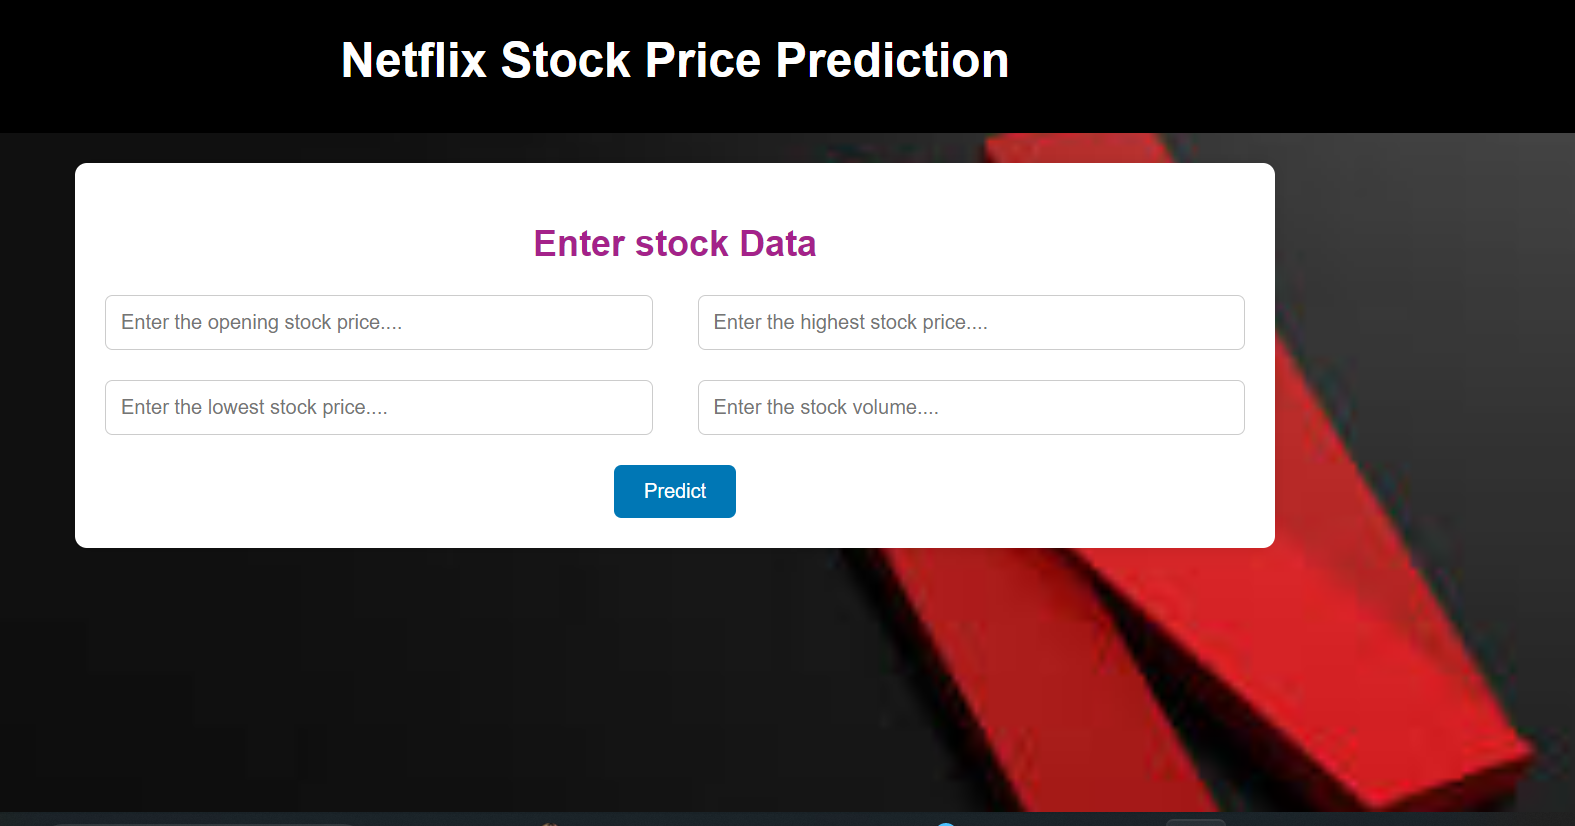 Netflix Stock Price Prediction
Enter stock Data
Enter the opening stock price....
Enter the highest stock price....
Enter the lowest stock price....
Enter the stock volume....
Predict